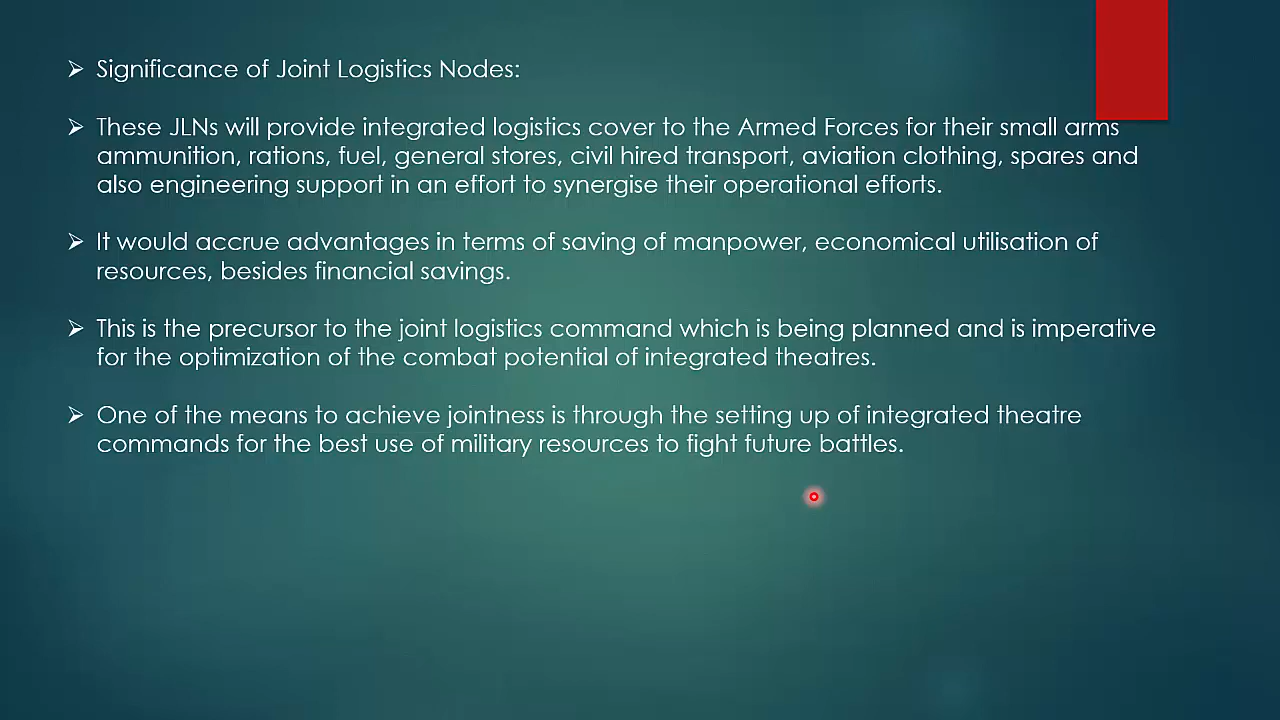 Significance of Joint Logistics Nodes:
These JLNs will provide integrated logistics cover to the Armed Forces for their small arms
ammunition, rations, fuel, general stores, civil hired transport, aviation clothing, spares and
also engineering support in an effort to synergise their operational efforts.
It would accrue advantages in terms of saving of manpower, economical utilisation of
resources, besides financial savings.
This is the precursor to the joint logistics command which is being planned and is imperative
for the optimization of the combat potential of integrated theatres.
One of the means to achieve jointness is through the setting up of integrated theatre
commands for the best use of military resources to fight future battles.